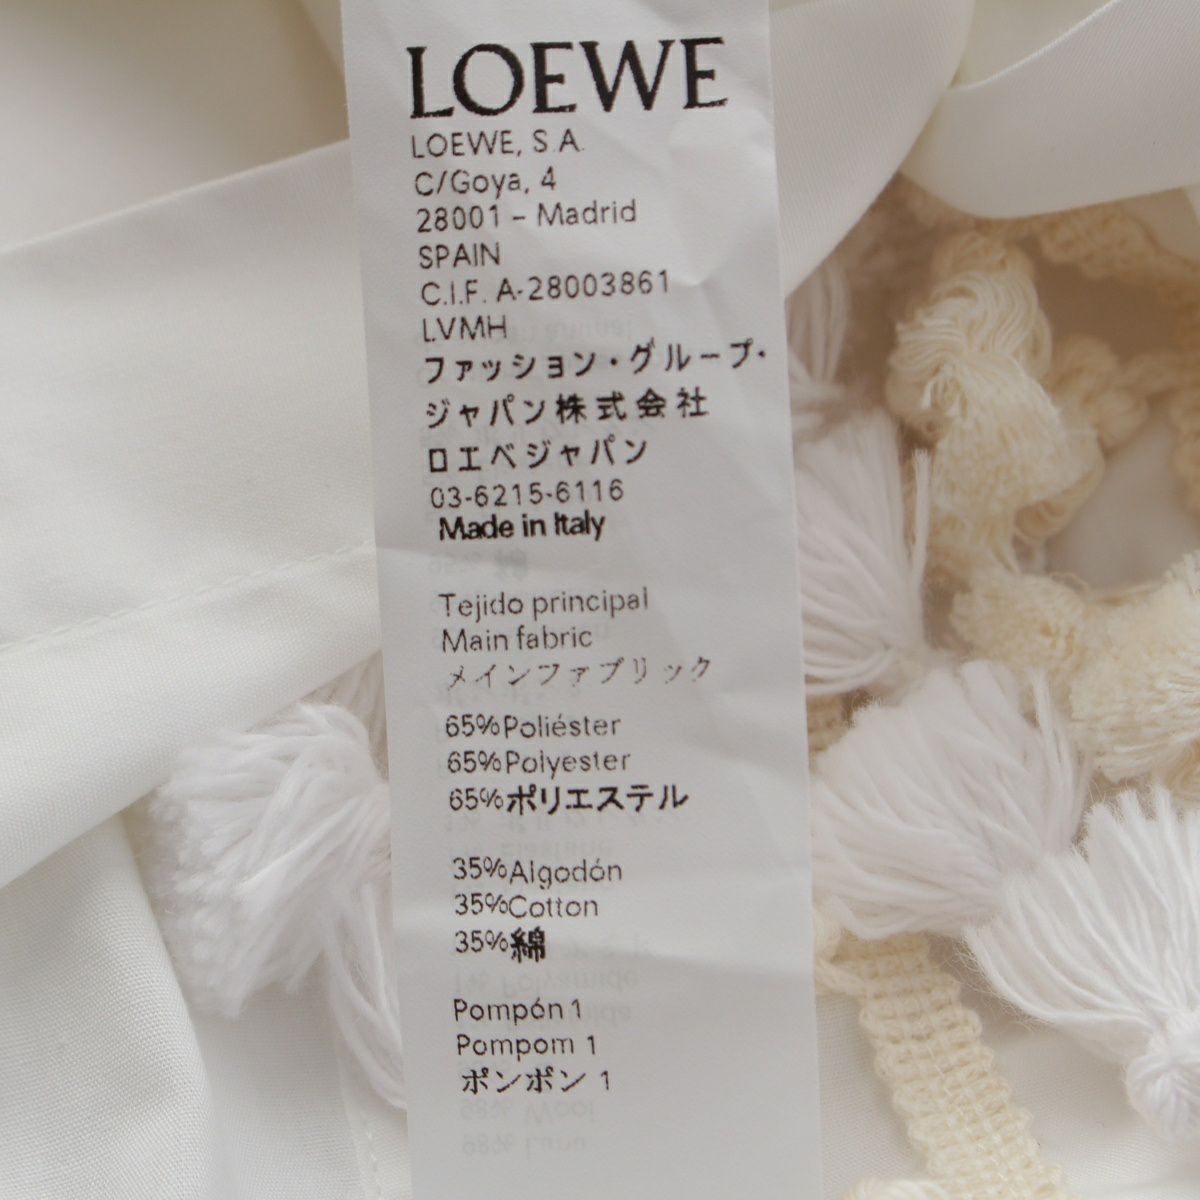 LOEWE
LOEWE, S.A.
C/Goya, 4
28001 – Madrid
SPAIN
C.I.F. A-28003861
LVMH
ファッション・グループ・
ジャパン株式会社
ロエベジャパン
03-6215-6116
Made in Italy
Tejido principal
Main fabric
メインファブリック
65%Poliéster
65%Polyester
65%ポリエステル
35%Algodón
35%Cotton
35%綿
Pompón 1
Pompom 1
ポンポン 1